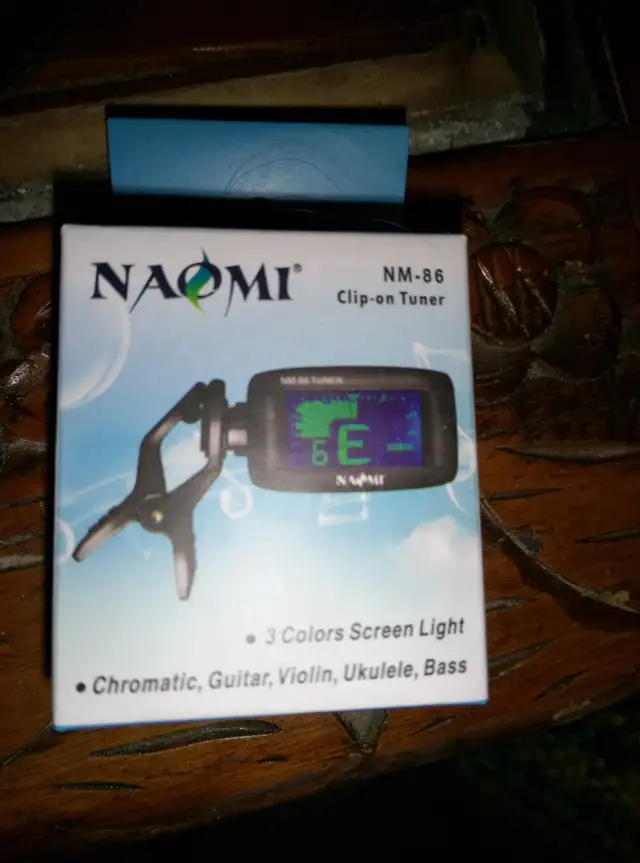 NAOMI®
NM-86
Clip-on Tuner
NM-86 TUNER
6 E
NAOMI
• 3 Colors Screen Light
• Chromatic, Guitar, Violin, Ukulele, Bass